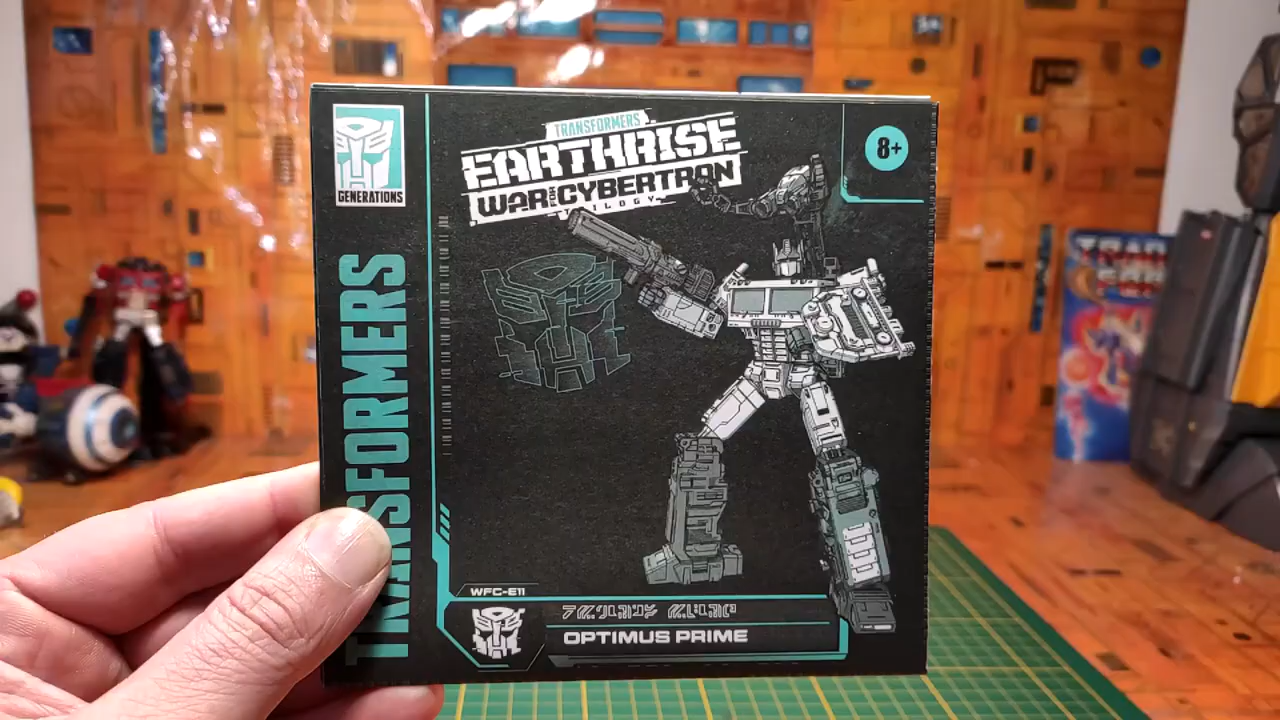 GENERATIONS
TRANSFORMERS
TRANSFORMERS
EARTHRISE
WAR FOR CYBERTRON
TRILOGY
8+
WFC-E11
OPTIMUS PRIME